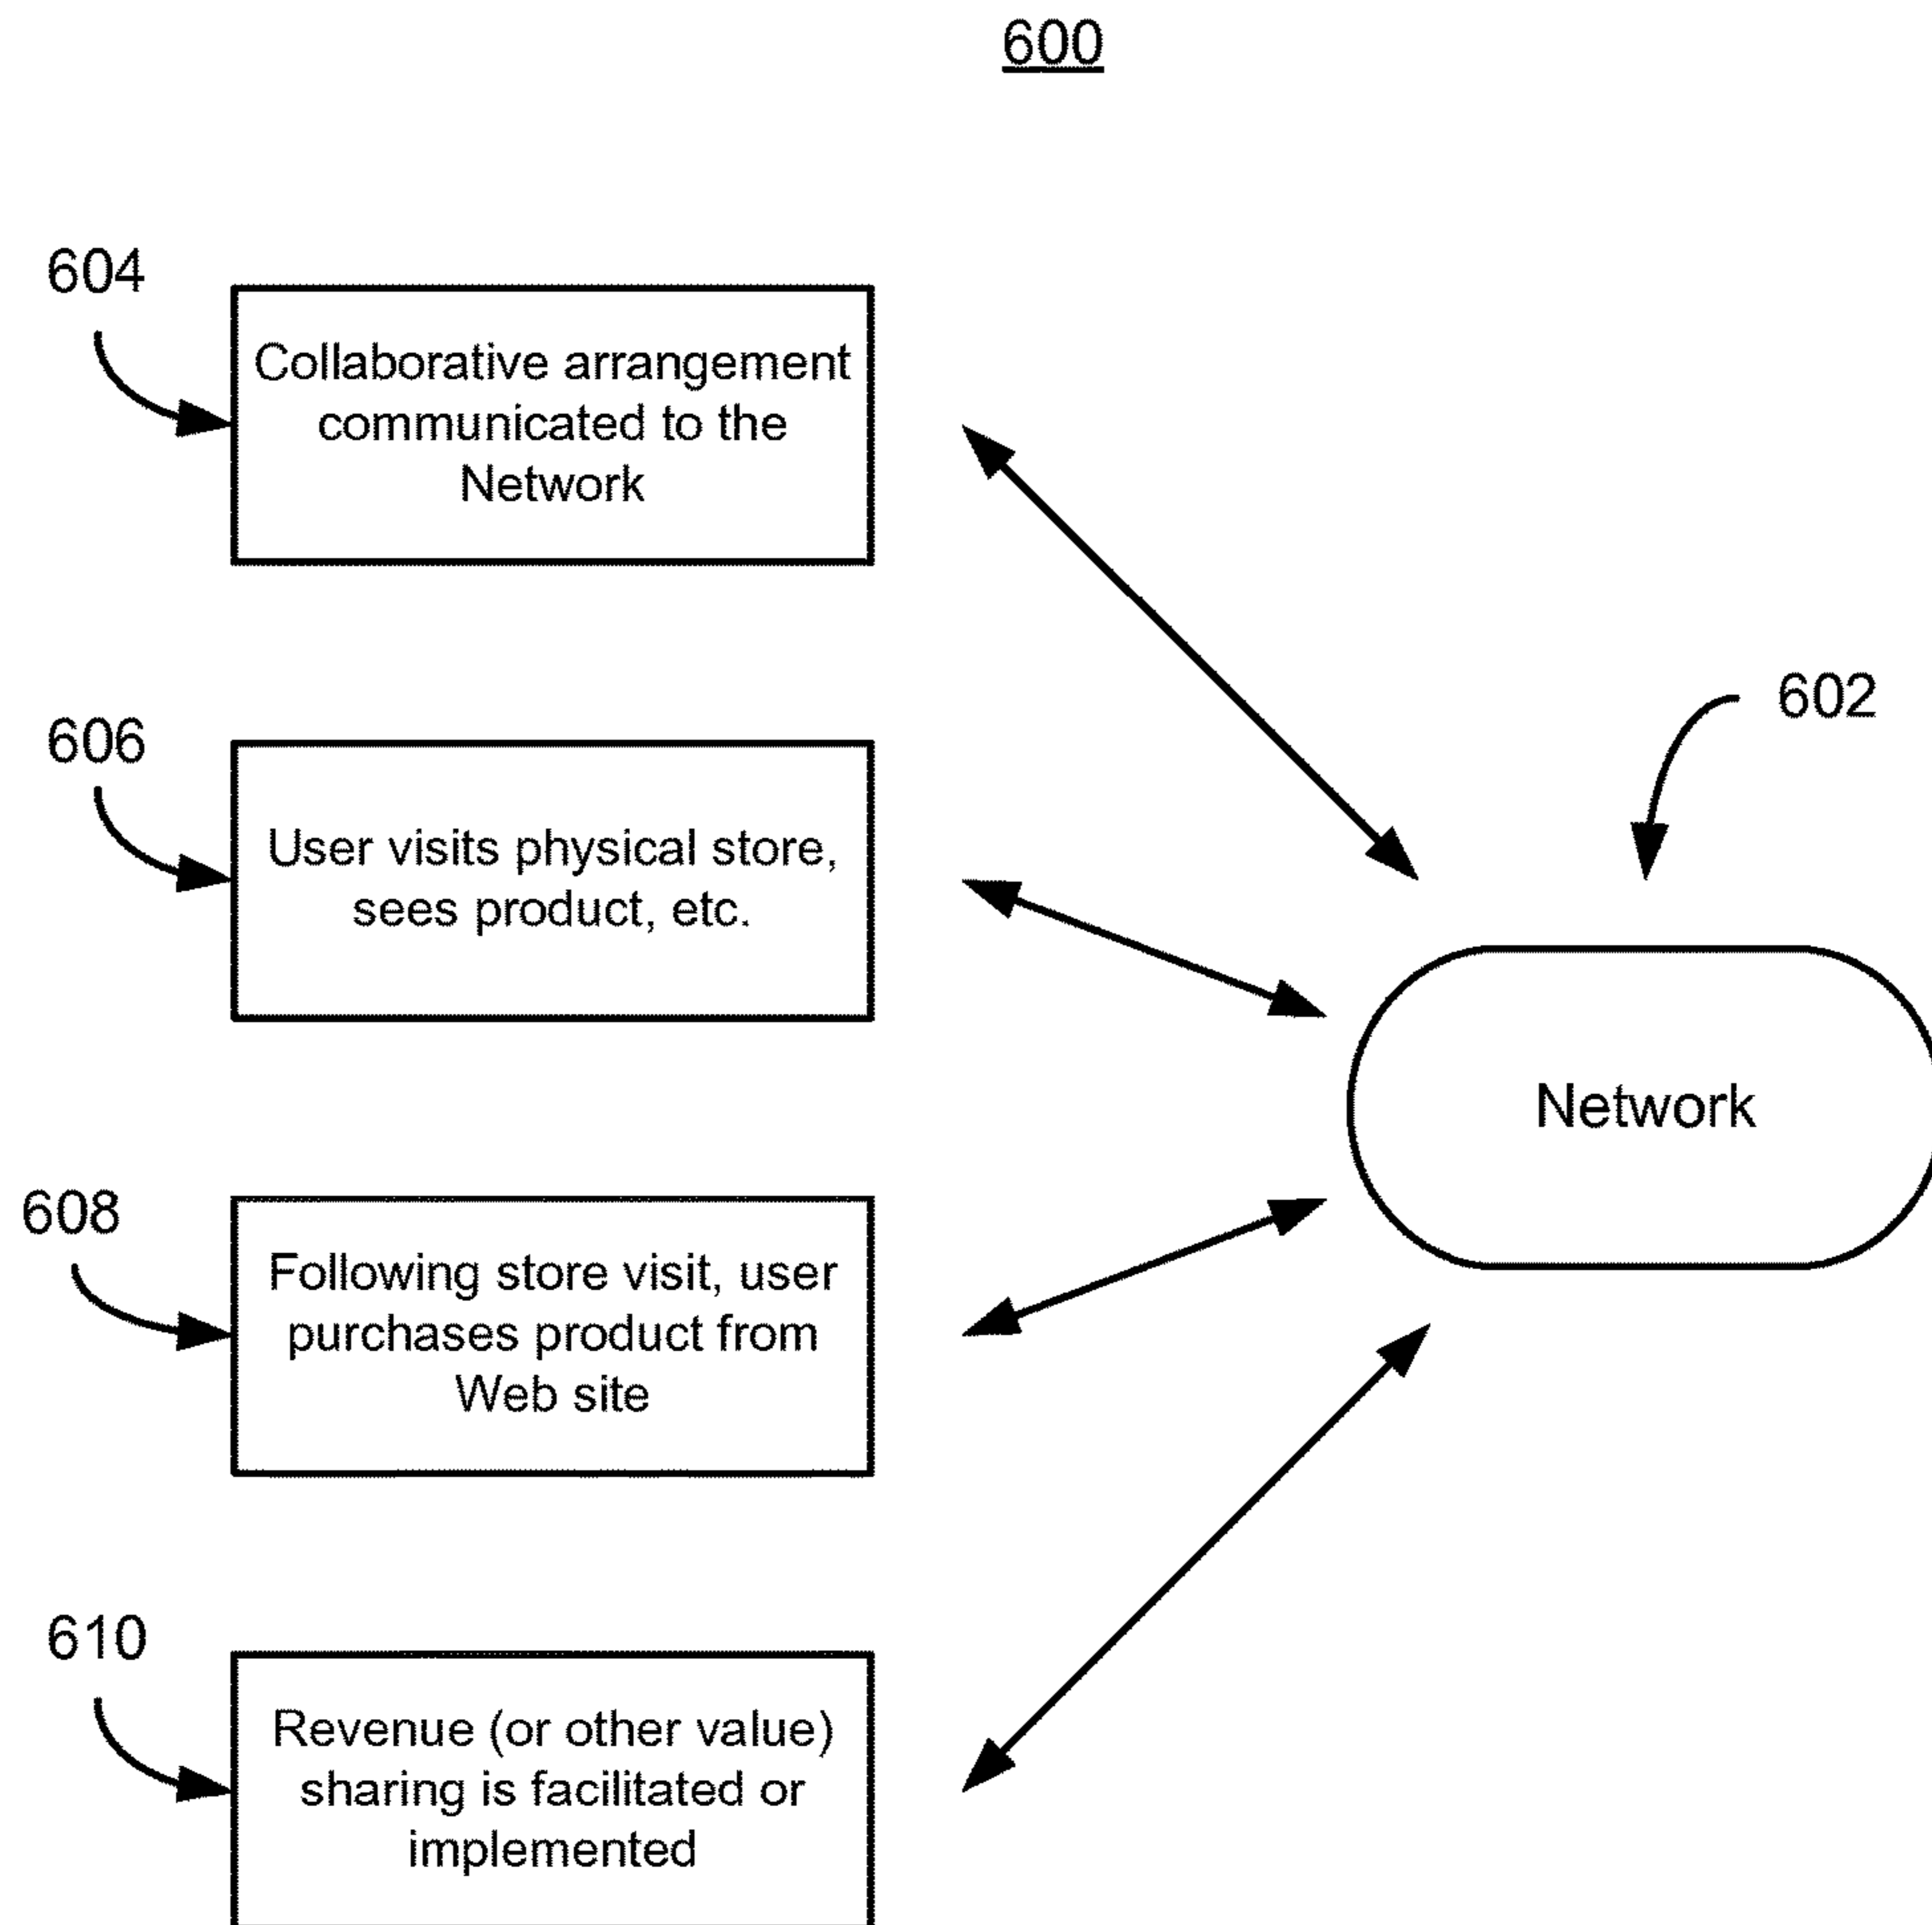 600
604
Collaborative arrangement
communicated to the
Network
606
User visits physical store,
sees product, etc.
602
Network
608
Following store visit, user
purchases product from
Web site
610
Revenue (or other value)
sharing is facilitated or
implemented